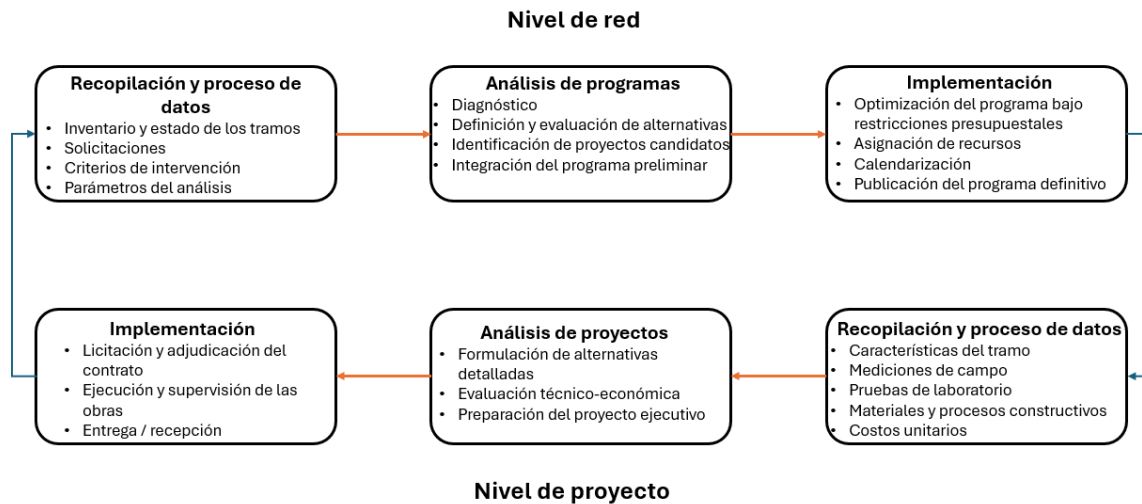 Nivel de red
Recopilación y proceso de
datos
• Inventario y estado de los tramos
• Solicitaciones
• Criterios de intervención
• Parámetros del análisis
Análisis de programas
• Diagnóstico
• Definición y evaluación de alternativas
• Identificación de proyectos candidatos
• Integración del programa preliminar
Implementación
• Optimización del programa bajo
restricciones presupuestales
• Asignación de recursos
• Calendarización
• Publicación del programa definitivo
Implementación
• Licitación y adjudicación del
contrato
• Ejecución y supervisión de las
obras
• Entrega / recepción
Análisis de proyectos
• Formulación de alternativas
detalladas
• Evaluación técnico-económica
• Preparación del proyecto ejecutivo
Recopilación y proceso de datos
• Características del tramo
• Mediciones de campo
• Pruebas de laboratorio
• Materiales y procesos constructivos
• Costos unitarios
Nivel de proyecto